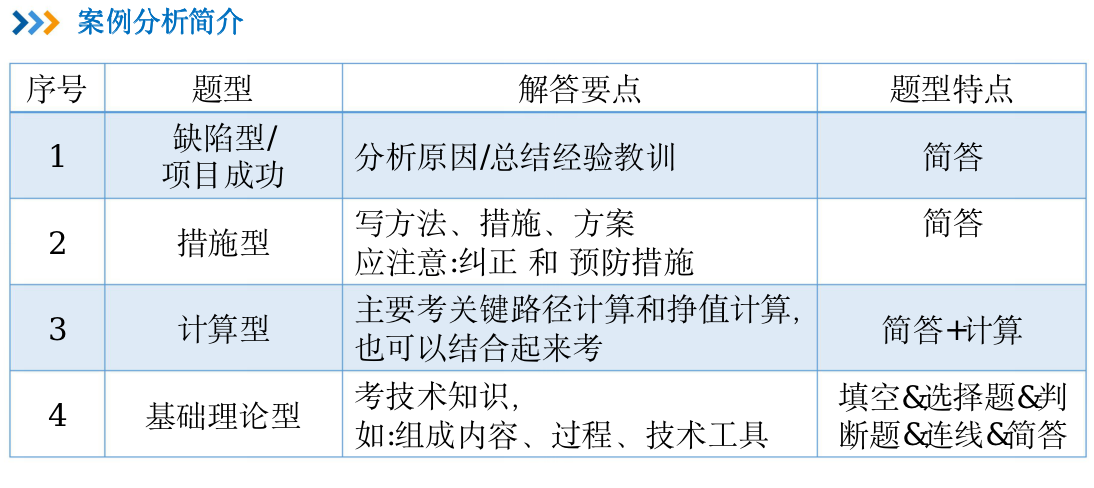 案例分析简介
序号 题型 解答要点 题型特点
1 缺陷型/
项目成功 分析原因/总结经验教训 简答
2 措施型 写方法、措施、方案
应注意:纠正 和 预防措施 简答
3 计算型 主要考关键路径计算和挣值计算,
也可以结合起来考 简答+计算
4 基础理论型 考技术知识,
如:组成内容、过程、技术工具 填空&选择题&判
断题&连线&简答